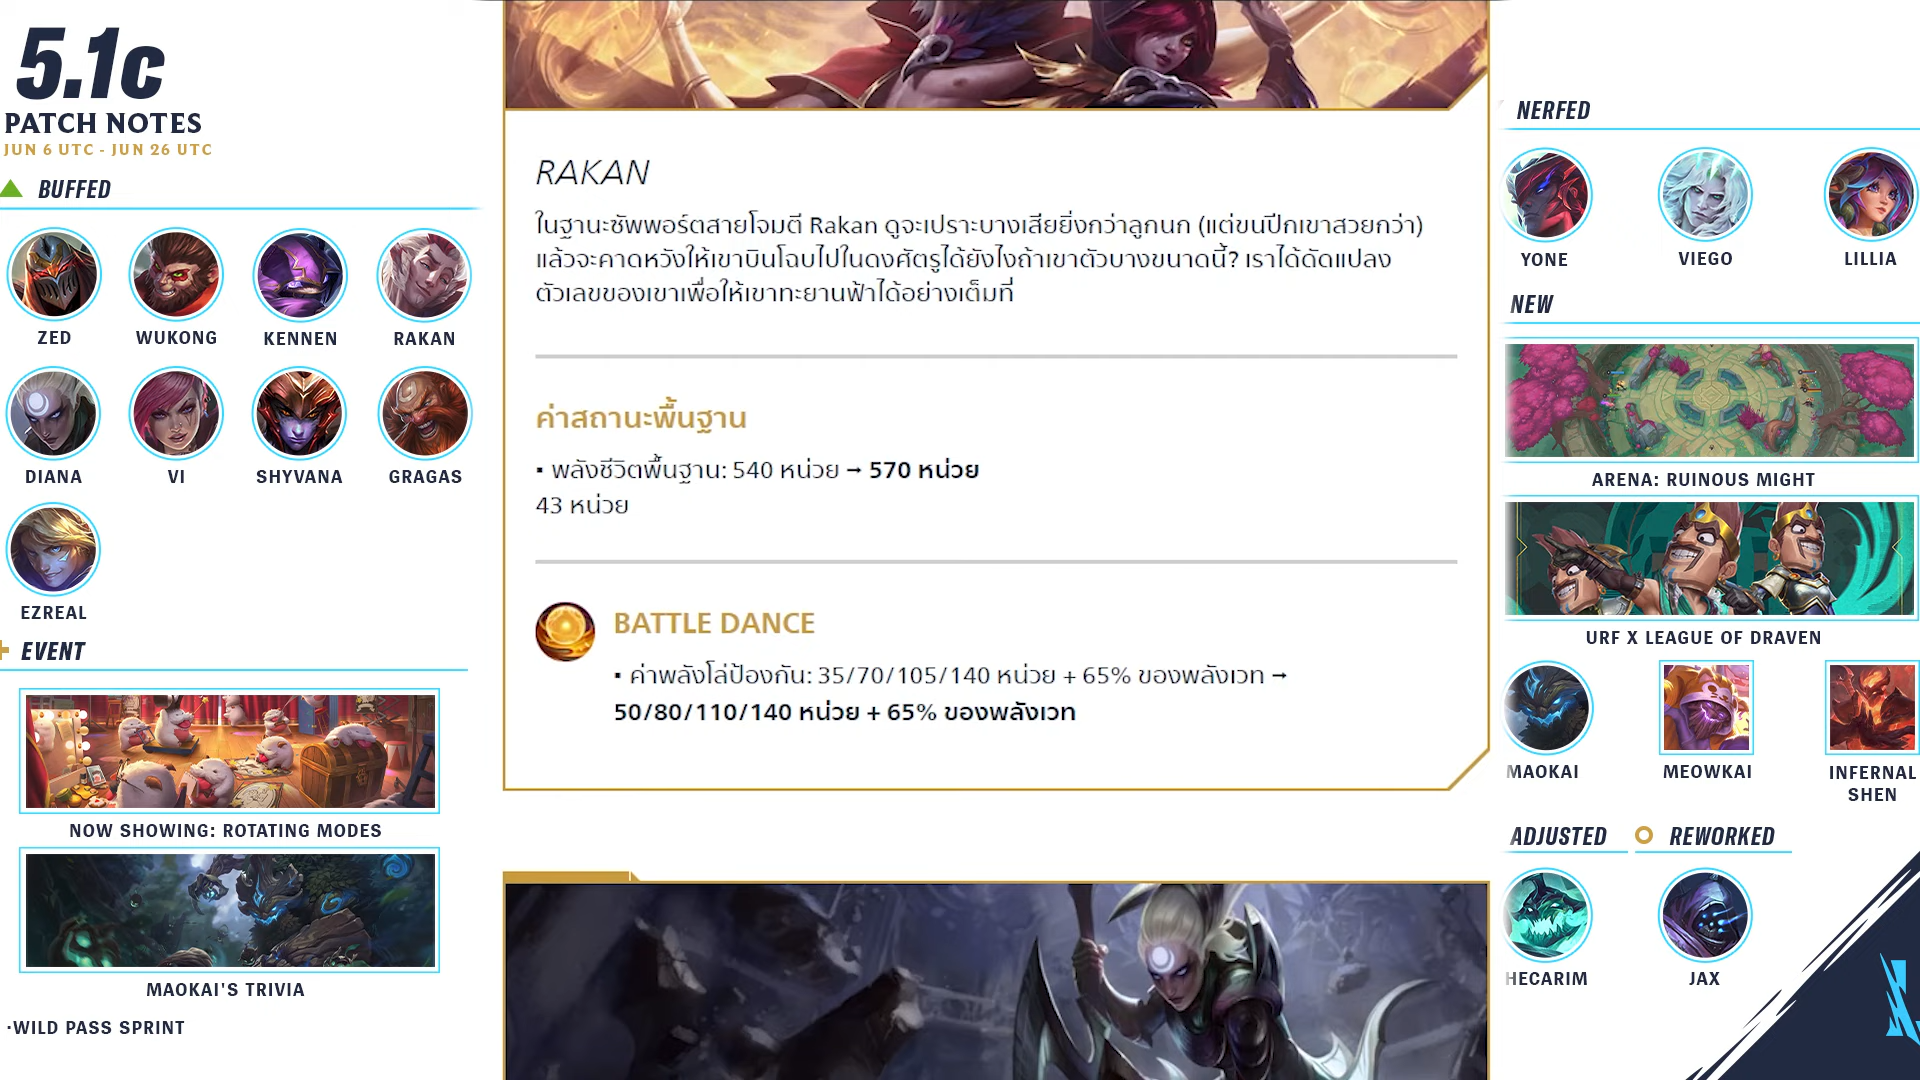 5.1c
PATCH NOTES
JUN 6 UTC - JUN 26 UTC
BUFFED
ZED
WUKONG
KENNEN
RAKAN
DIANA
VI
SHYVANA
GRAGAS
EZREAL
EVENT
NOW SHOWING: ROTATING MODES
MAOKAI'S TRIVIA
·WILD PASS SPRINT
RAKAN
ในฐานะซัพพอร์ตสายโจมตี Rakan ดูจะเปราะบางเสียยิ่งกว่าลูกนก (แต่ขนปีกเขาสวยกว่า)
แล้วจะคาดหวังให้เขาบินโฉบไปในดงศัตรูได้ยังไงถ้าเขาตัวบางขนาดนี้? เราได้ดัดแปลง
ตัวเลขของเขาเพื่อให้เขาทะยานฟ้าได้อย่างเต็มที่
ค่าสถานะพื้นฐาน
▪ พลังชีวิตพื้นฐาน: 540 หน่วย → 570 หน่วย
43 หน่วย
BATTLE DANCE
▪ ค่าพลังโล่ป้องกัน: 35/70/105/140 หน่วย + 65% ของพลังเวท →
50/80/110/140 หน่วย + 65% ของพลังเวท
NERFED
YONE
VIEGO
LILLIA
NEW
ARENA: RUINOUS MIGHT
URF X LEAGUE OF DRAVEN
MAOKAI
MEOWKAI
INFERNAL
SHEN
ADJUSTED
REWORKED
HECARIM
JAX